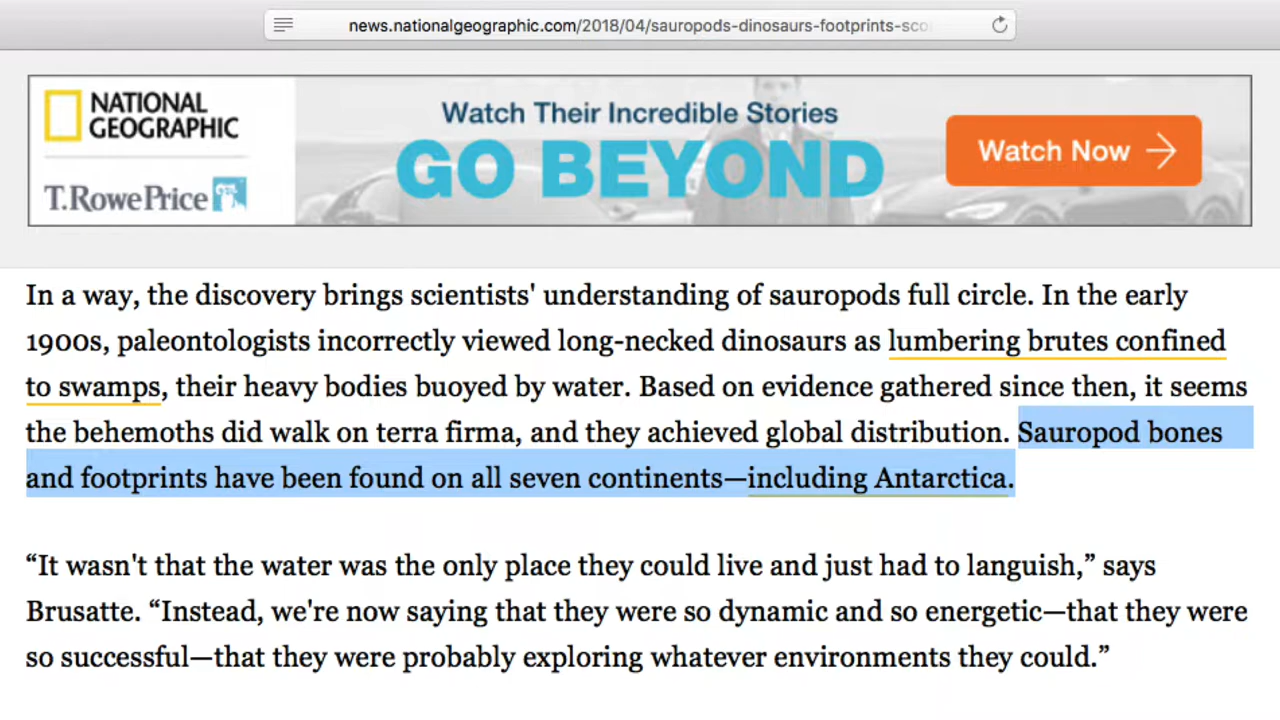 news.nationalgeographic.com/2018/04/sauropods-dinosaurs-footprints-sco
NATIONAL
GEOGRAPHIC
T.RowePrice
Watch Their Incredible Stories
GO BEYOND
Watch Now
In a way, the discovery brings scientists' understanding of sauropods full circle. In the early
1900s, paleontologists incorrectly viewed long-necked dinosaurs as lumbering brutes confined
to swamps, their heavy bodies buoyed by water. Based on evidence gathered since then, it seems
the behemoths did walk on terra firma, and they achieved global distribution. Sauropod bones
and footprints have been found on all seven continents—including Antarctica.
“It wasn't that the water was the only place they could live and just had to languish,” says
Brusatte. “Instead, we're now saying that they were so dynamic and so energetic—that they were
so successful—that they were probably exploring whatever environments they could.”